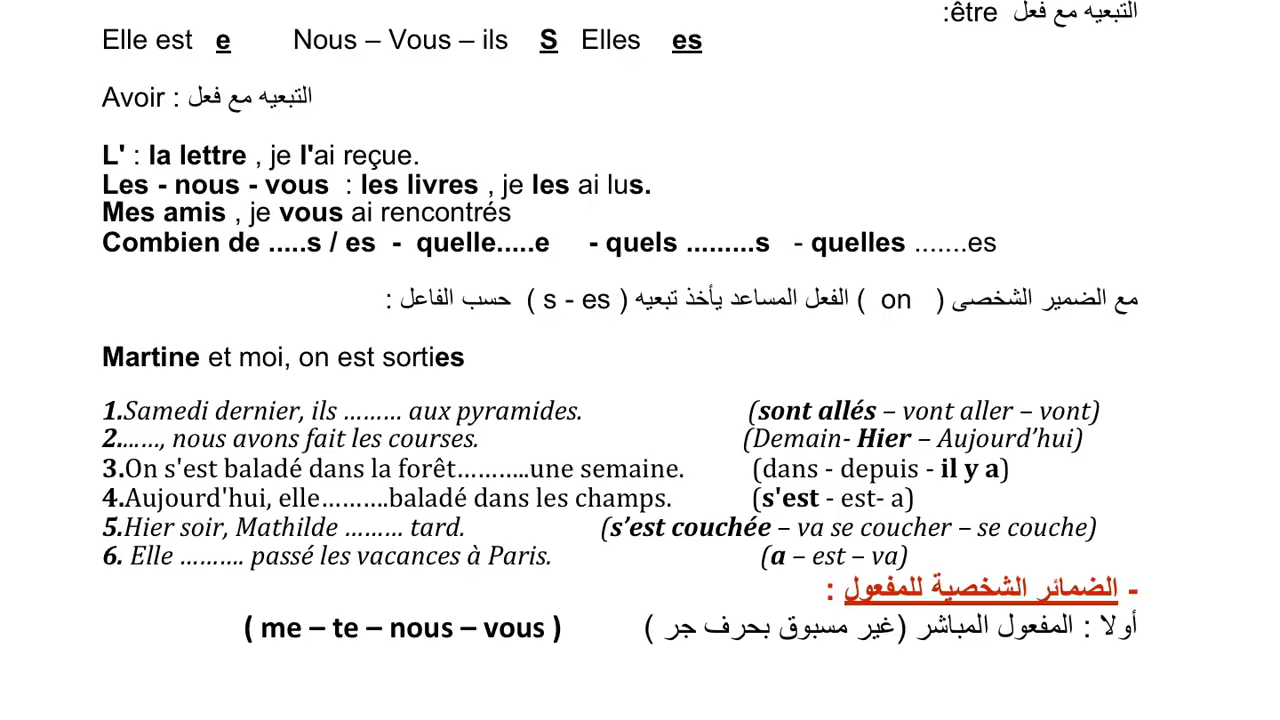 التبعيه مع فعل être:
Elle est e Nous – Vous – ils S Elles es
Avoir : التبعيه مع فعل
L' : la lettre , je l'ai reçue.
Les - nous - vous : les livres , je les ai lus.
Mes amis , je vous ai rencontrés
Combien de .....s / es - quelle.....e - quels .........s - quelles .......es
مع الضمير الشخصى ( on ) الفعل المساعد يأخذ تبعيه ( s - es ) حسب الفاعل :
Martine et moi, on est sorties
1.Samedi dernier, ils ……… aux pyramides. (sont allés – vont aller – vont)
2.……, nous avons fait les courses. (Demain- Hier – Aujourd’hui)
3.On s'est baladé dans la forêt………..une semaine. (dans - depuis - il y a)
4.Aujourd'hui, elle……….baladé dans les champs. (s'est - est- a)
5.Hier soir, Mathilde ……… tard. (s’est couchée – va se coucher – se couche)
6. Elle ………. passé les vacances à Paris. (a – est – va)
- الضمائر الشخصية للمفعول :
أولا : المفعول المباشر (غير مسبوق بحرف جر ) ( me – te – nous – vous )